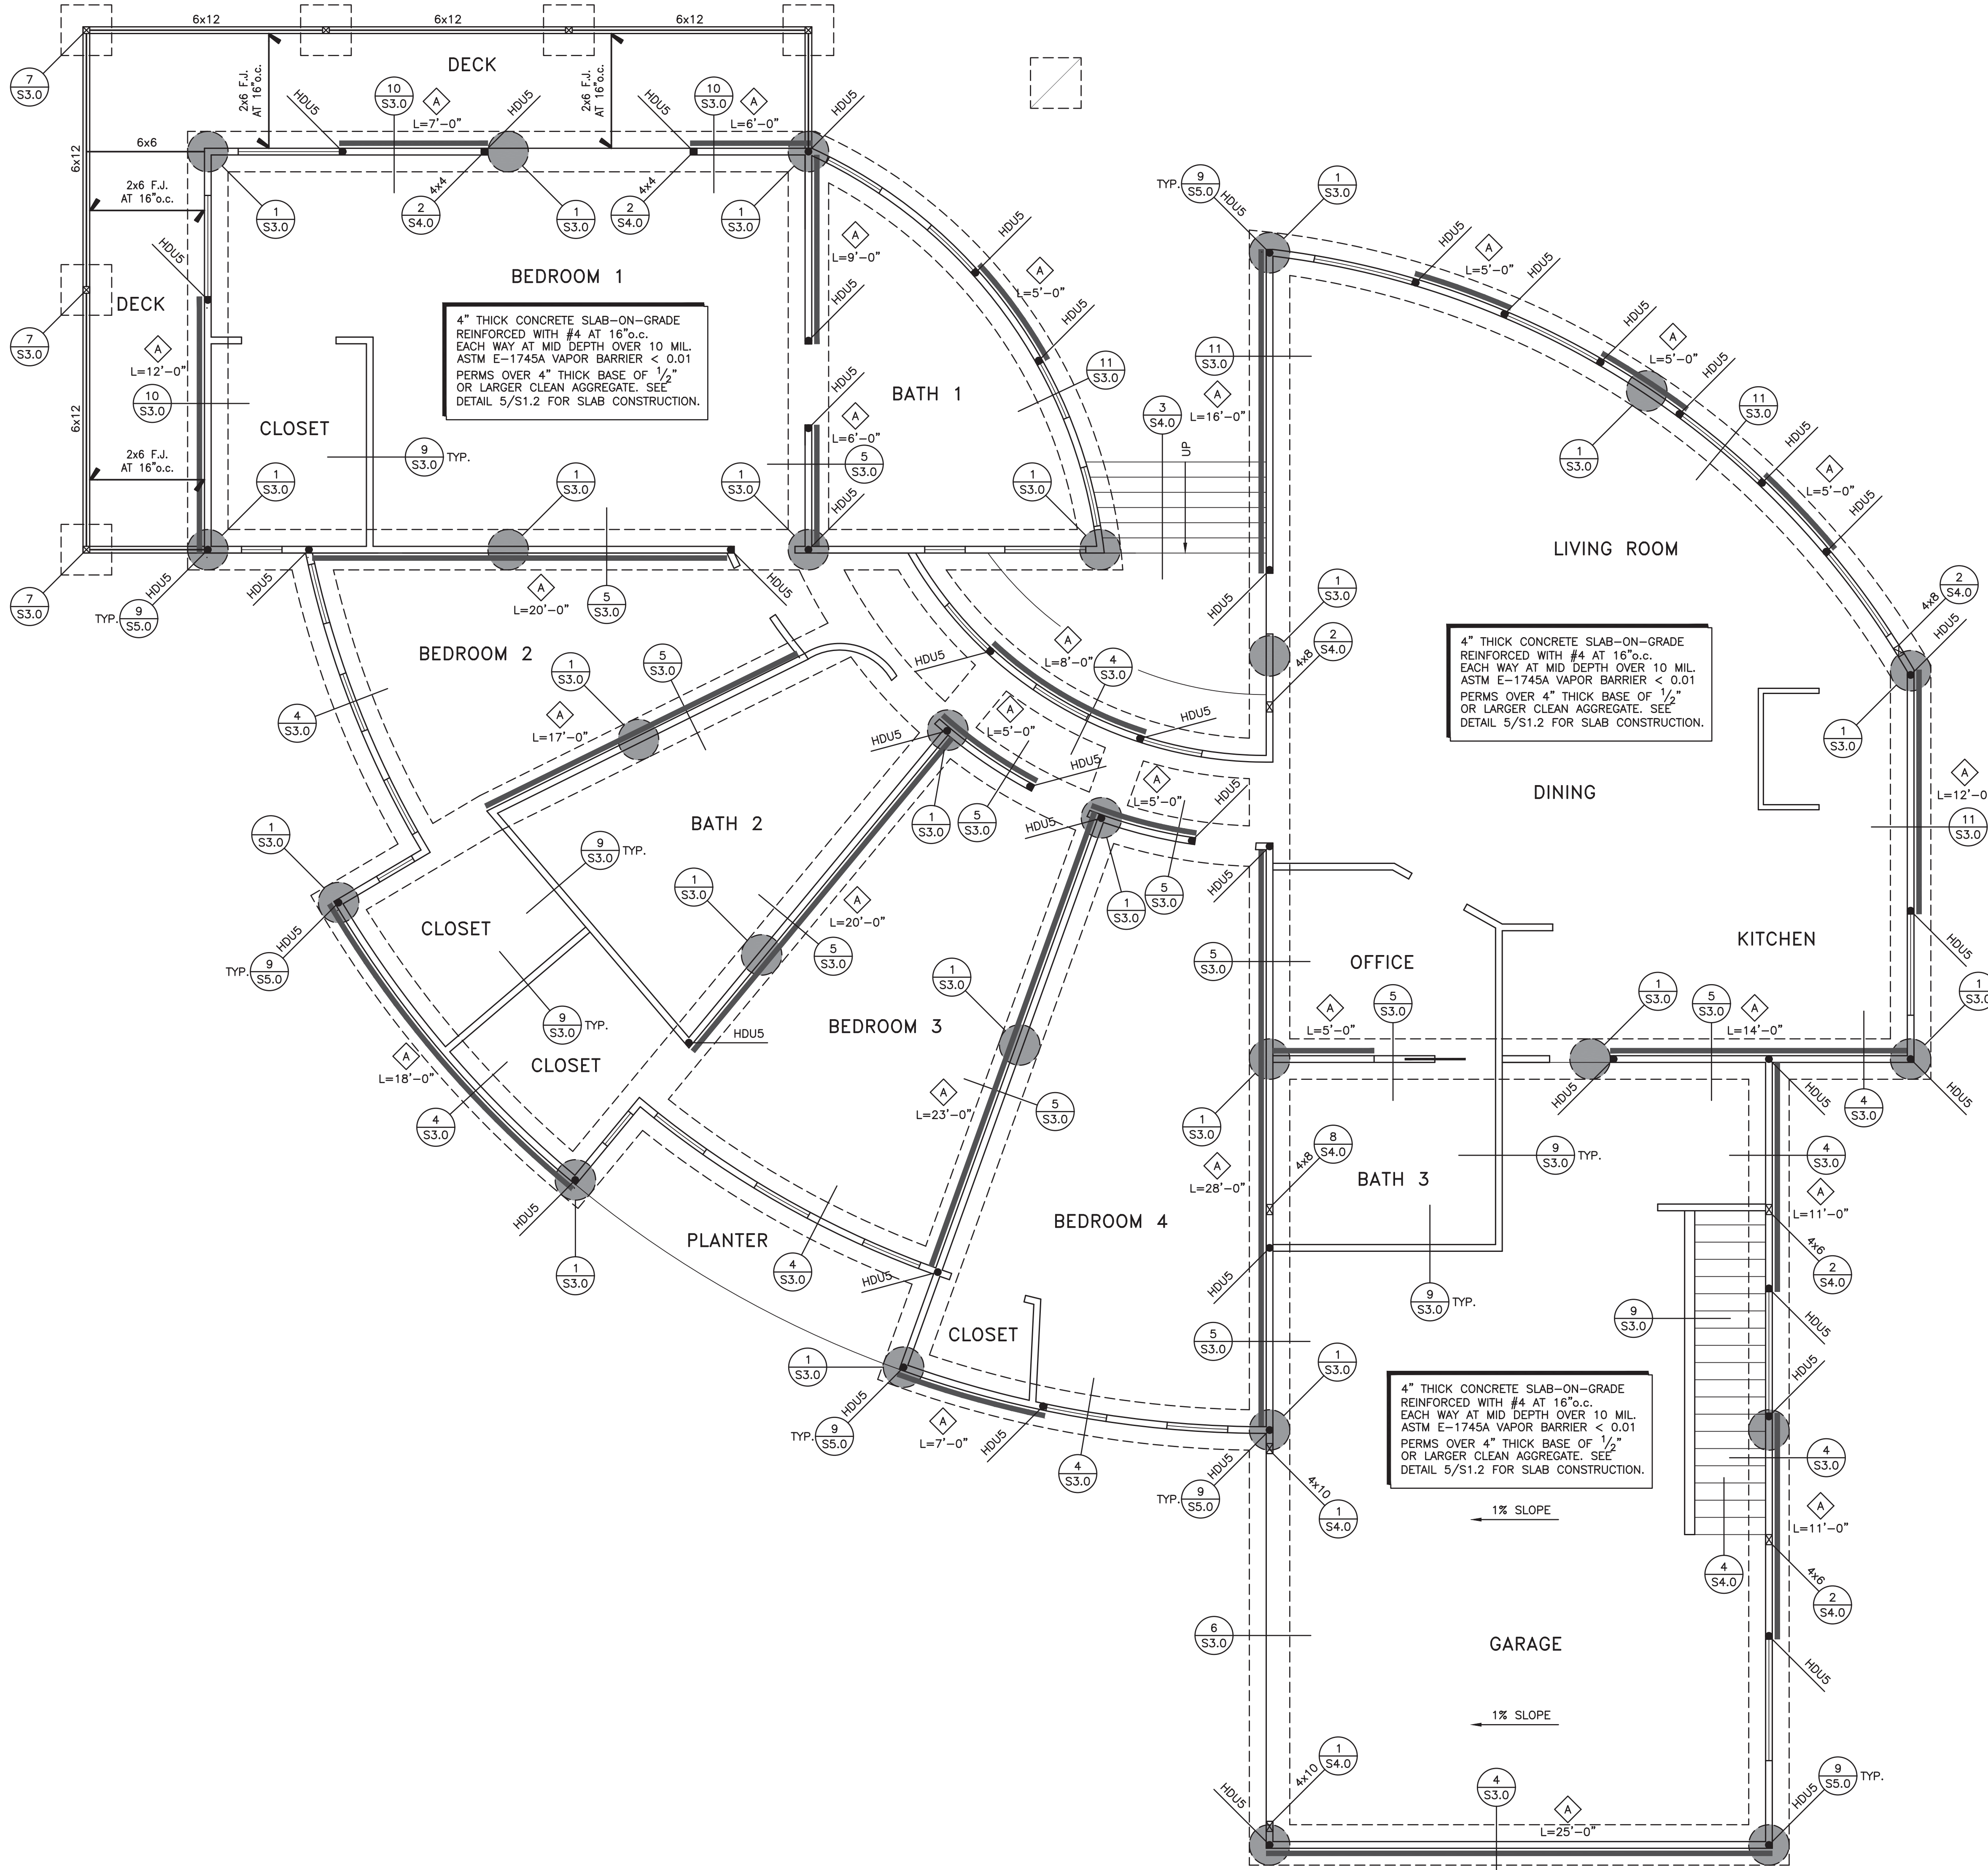 6x12
6x12
6x12
DECK
7
S3.0
2x6 F.J.
AT 16"o.c.
HDU5
10
S3.0
A
L=7'-0"
HDU5
2x6 F.J.
AT 16"o.c.
HDU5
10
S3.0
A
L=6'-0"
HDU5
6x12
6x6
2x6 F.J.
AT 16"o.c.
1
S3.0
4x4
2
S4.0
1
S3.0
4x4
2
S4.0
1
S3.0
TYP.
9
S5.0
HDU5
1
S3.0
HDU5
DECK
BEDROOM 1
A
L=9'-0"
HDU5
HDU5
A
L=5'-0"
HDU5
HDU5
A
L=5'-0"
HDU5
7
S3.0
A
L=12'-0"
10
S3.0
4" THICK CONCRETE SLAB-ON-GRADE
REINFORCED WITH #4 AT 16"o.c.
EACH WAY AT MID DEPTH OVER 10 MIL.
ASTM E-1745A VAPOR BARRIER < 0.01
PERMS OVER 4" THICK BASE OF 1/2"
OR LARGER CLEAN AGGREGATE. SEE
DETAIL 5/S1.2 FOR SLAB CONSTRUCTION.
HDU5
BATH 1
HDU5
11
S3.0
11
S3.0
A
L=16'-0"
HDU5
A
L=5'-0"
HDU5
11
S3.0
6x12
CLOSET
9
S3.0
TYP.
A
L=6'-0"
5
S3.0
3
S4.0
UP
1
S3.0
HDU5
A
L=5'-0"
HDU5
2x6 F.J.
AT 16"o.c.
1
S3.0
1
S3.0
1
S3.0
HDU5
1
S3.0
LIVING ROOM
7
S3.0
TYP.
9
S5.0
HDU5
HDU5
A
L=20'-0"
5
S3.0
HDU5
HDU5
1
S3.0
2
S4.0
4x8
HDU5
BEDROOM 2
1
S3.0
5
S3.0
HDU5
A
L=8'-0"
4
S3.0
4x8
2
S4.0
4" THICK CONCRETE SLAB-ON-GRADE
REINFORCED WITH #4 AT 16"o.c.
EACH WAY AT MID DEPTH OVER 10 MIL.
ASTM E-1745A VAPOR BARRIER < 0.01
PERMS OVER 4" THICK BASE OF 1/2"
OR LARGER CLEAN AGGREGATE. SEE
DETAIL 5/S1.2 FOR SLAB CONSTRUCTION.
4
S3.0
A
L=17'-0"
HDU5
A
L=5'-0"
HDU5
1
S3.0
HDU5
A
L=5'-0"
HDU5
DINING
A
L=12'-0"
1
S3.0
BATH 2
1
S3.0
5
S3.0
HDU5
11
S3.0
9
S3.0
TYP.
1
S3.0
A
L=20'-0"
1
S3.0
5
S3.0
HDU5
CLOSET
TYP.
9
S5.0
HDU5
5
S3.0
1
S3.0
5
S3.0
OFFICE
KITCHEN
HDU5
9
S3.0
TYP.
HDU5
BEDROOM 3
A
L=5'-0"
5
S3.0
1
S3.0
5
S3.0
A
L=14'-0"
1
S3.0
A
L=18'-0"
CLOSET
4
S3.0
A
L=23'-0"
5
S3.0
1
S3.0
HDU5
HDU5
4
S3.0
HDU5
A
L=28'-0"
8
S4.0
4x8
BATH 3
9
S3.0
TYP.
4
S3.0
A
L=11'-0"
HDU5
1
S3.0
PLANTER
4
S3.0
HDU5
BEDROOM 4
HDU5
9
S3.0
TYP.
4x6
2
S4.0
9
S3.0
HDU5
CLOSET
1
S3.0
5
S3.0
1
S3.0
HDU5
TYP.
9
S5.0
HDU5
A
L=7'-0"
HDU5
4
S3.0
TYP.
9
S5.0
HDU5
4x10
1
S4.0
4" THICK CONCRETE SLAB-ON-GRADE
REINFORCED WITH #4 AT 16"o.c.
EACH WAY AT MID DEPTH OVER 10 MIL.
ASTM E-1745A VAPOR BARRIER < 0.01
PERMS OVER 4" THICK BASE OF 1/2"
OR LARGER CLEAN AGGREGATE. SEE
DETAIL 5/S1.2 FOR SLAB CONSTRUCTION.
4
S3.0
A
L=11'-0"
1% SLOPE
4
S4.0
4x6
2
S4.0
6
S3.0
GARAGE
HDU5
1% SLOPE
HDU5
4x10
1
S4.0
4
S3.0
A
L=25'-0"
HDU5
9
S5.0
TYP.